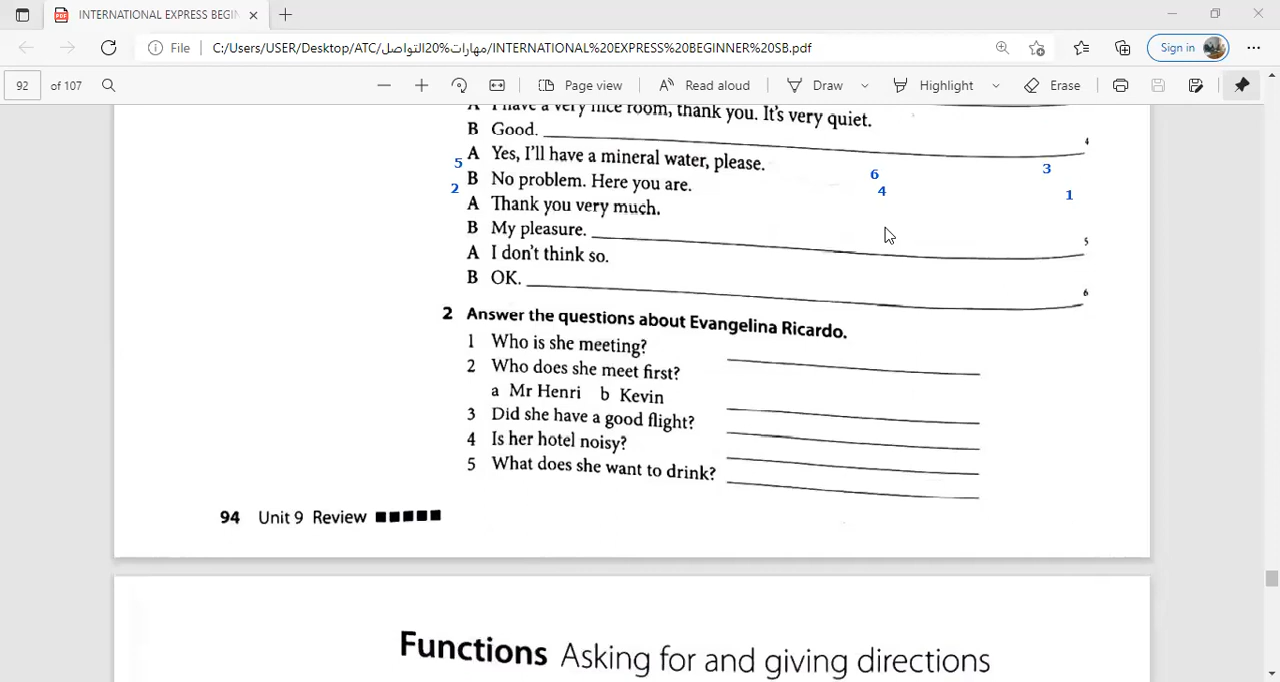 INTERNATIONAL EXPRESS BEGIN
Sign in
File C:/Users/USER/Desktop/ATC/مهارات%20التواصل/INTERNATIONAL%20EXPRESS%20BEGINNER%20SB.pdf
92 of 107 Page view Read aloud Draw Highlight Erase
A I have a very nice room, thank you. It's very quiet.
B Good. 4
A Yes, I'll have a mineral water, please.
5 6 3
B No problem. Here you are.
2 4 1
A Thank you very much.
B My pleasure. 5
A I don't think so.
B OK. 6
2 Answer the questions about Evangelina Ricardo.
1 Who is she meeting?
2 Who does she meet first?
a Mr Henri b Kevin
3 Did she have a good flight?
4 Is her hotel noisy?
5 What does she want to drink?
94 Unit 9 Review
Functions Asking for and giving directions